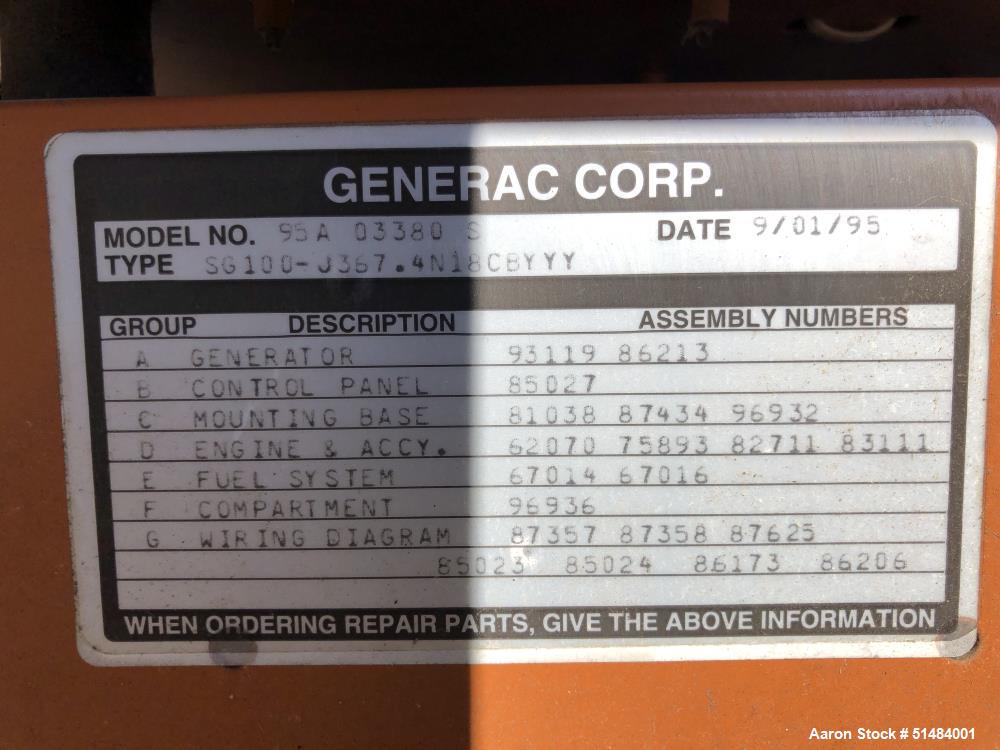 GENERAC CORP.
MODEL NO. 95A 03380 S DATE 9/01/95
TYPE SG100-J367.4N18CBYYY
GROUP DESCRIPTION ASSEMBLY NUMBERS
A GENERATOR 93119 86213
B CONTROL PANEL 85027
C MOUNTING BASE 81038 87434 96932
D ENGINE & ACCY. 62070 75893 82711 83111
E FUEL SYSTEM 67014 67016
F COMPARTMENT 96936
G WIRING DIAGRAM 87357 87358 87625
85023 85024 86173 86206
WHEN ORDERING REPAIR PARTS, GIVE THE ABOVE INFORMATION
Aaron Stock # 51484001